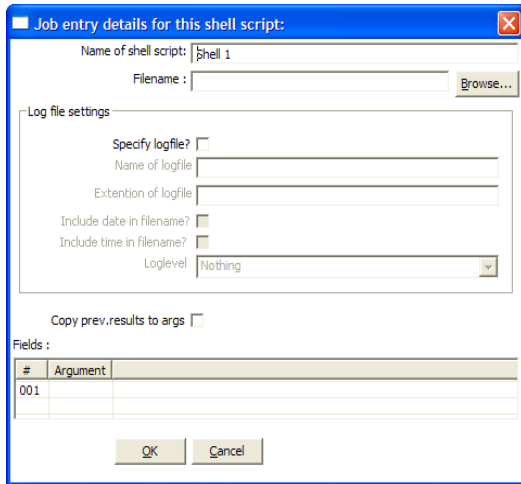 Job entry details for this shell script:
Name of shell script: Shell 1
Filename :
Browse...
Log file settings
Specify logfile?
Name of logfile
Extention of logfile
Include date in filename?
Include time in filename?
Loglevel Nothing
Copy prev.results to args
Fields :
# Argument
001
OK Cancel